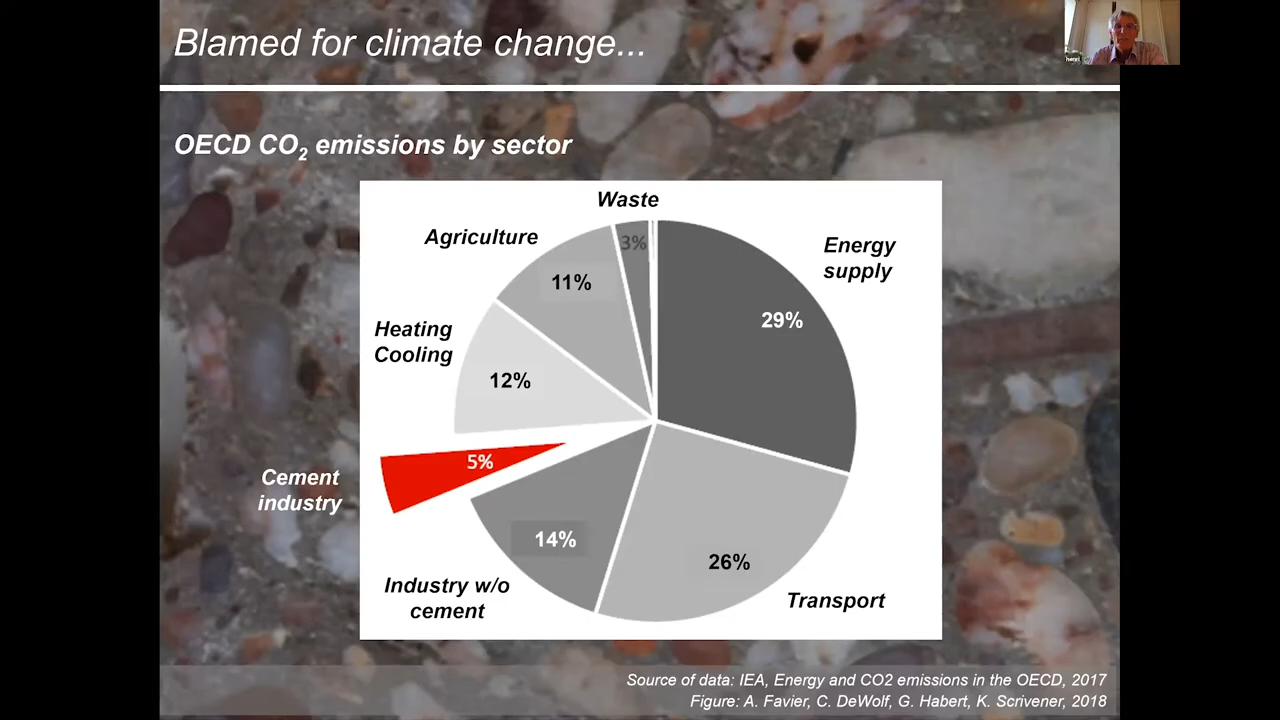 Blamed for climate change...
henri
OECD CO₂ emissions by sector
Waste
3%
Agriculture
11%
Energy
supply
29%
Heating
Cooling
12%
Cement
industry
5%
14%
Industry w/o
cement
26%
Transport
Source of data: IEA, Energy and CO2 emissions in the OECD, 2017
Figure: A. Favier, C. DeWolf, G. Habert, K. Scrivener, 2018